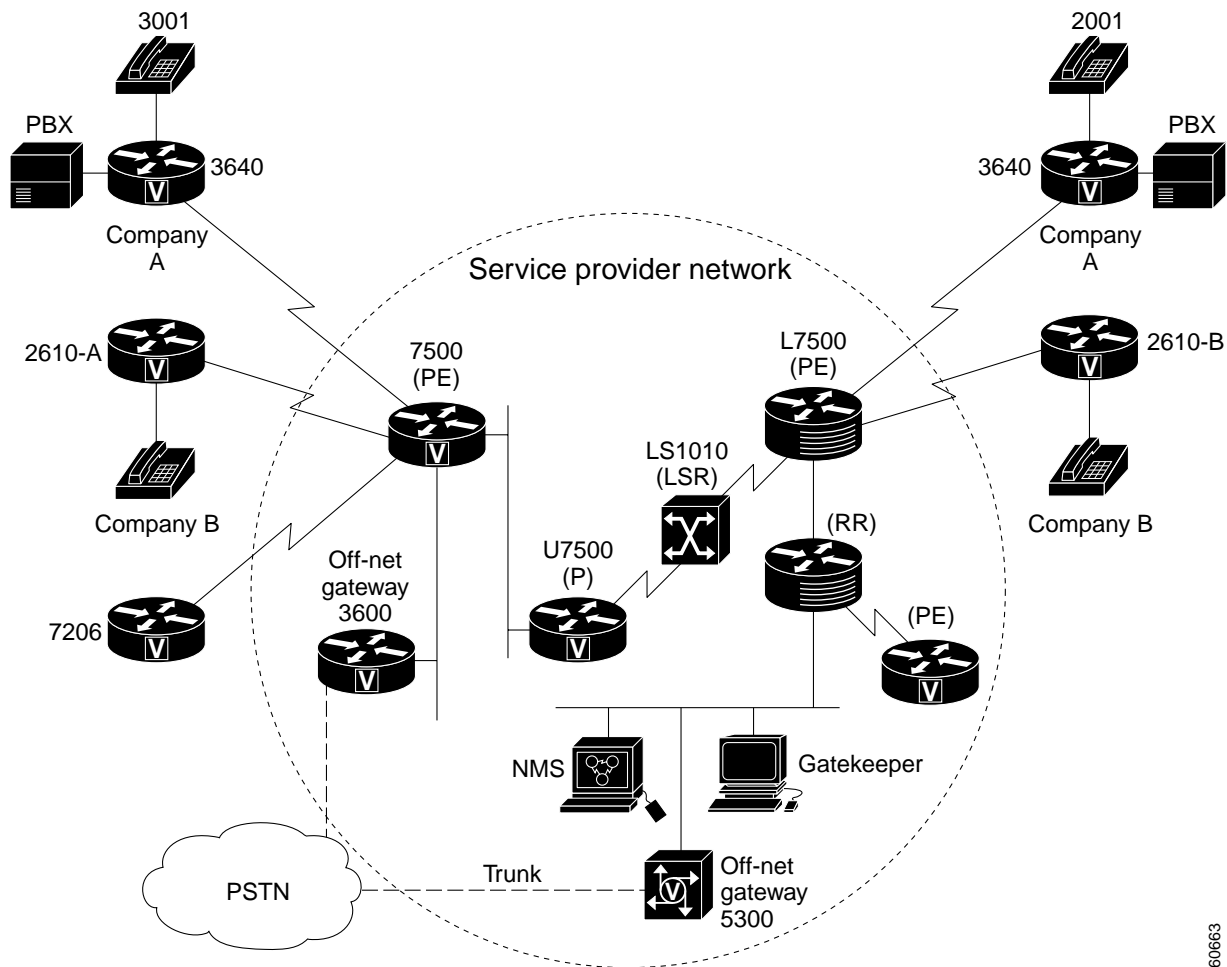 3001
2001
PBX
PBX
3640
3640
Company
A
Company
A
Service provider network
2610-A
7500
(PE)
L7500
(PE)
2610-B
V
V
V
V
V
LS1010
(LSR)
Company B
Company B
Off-net
gateway
3600
U7500
(P)
(RR)
(PE)
7206
V
V
V
V
NMS
Gatekeeper
PSTN
Trunk
V
Off-net
gateway
5300
60663